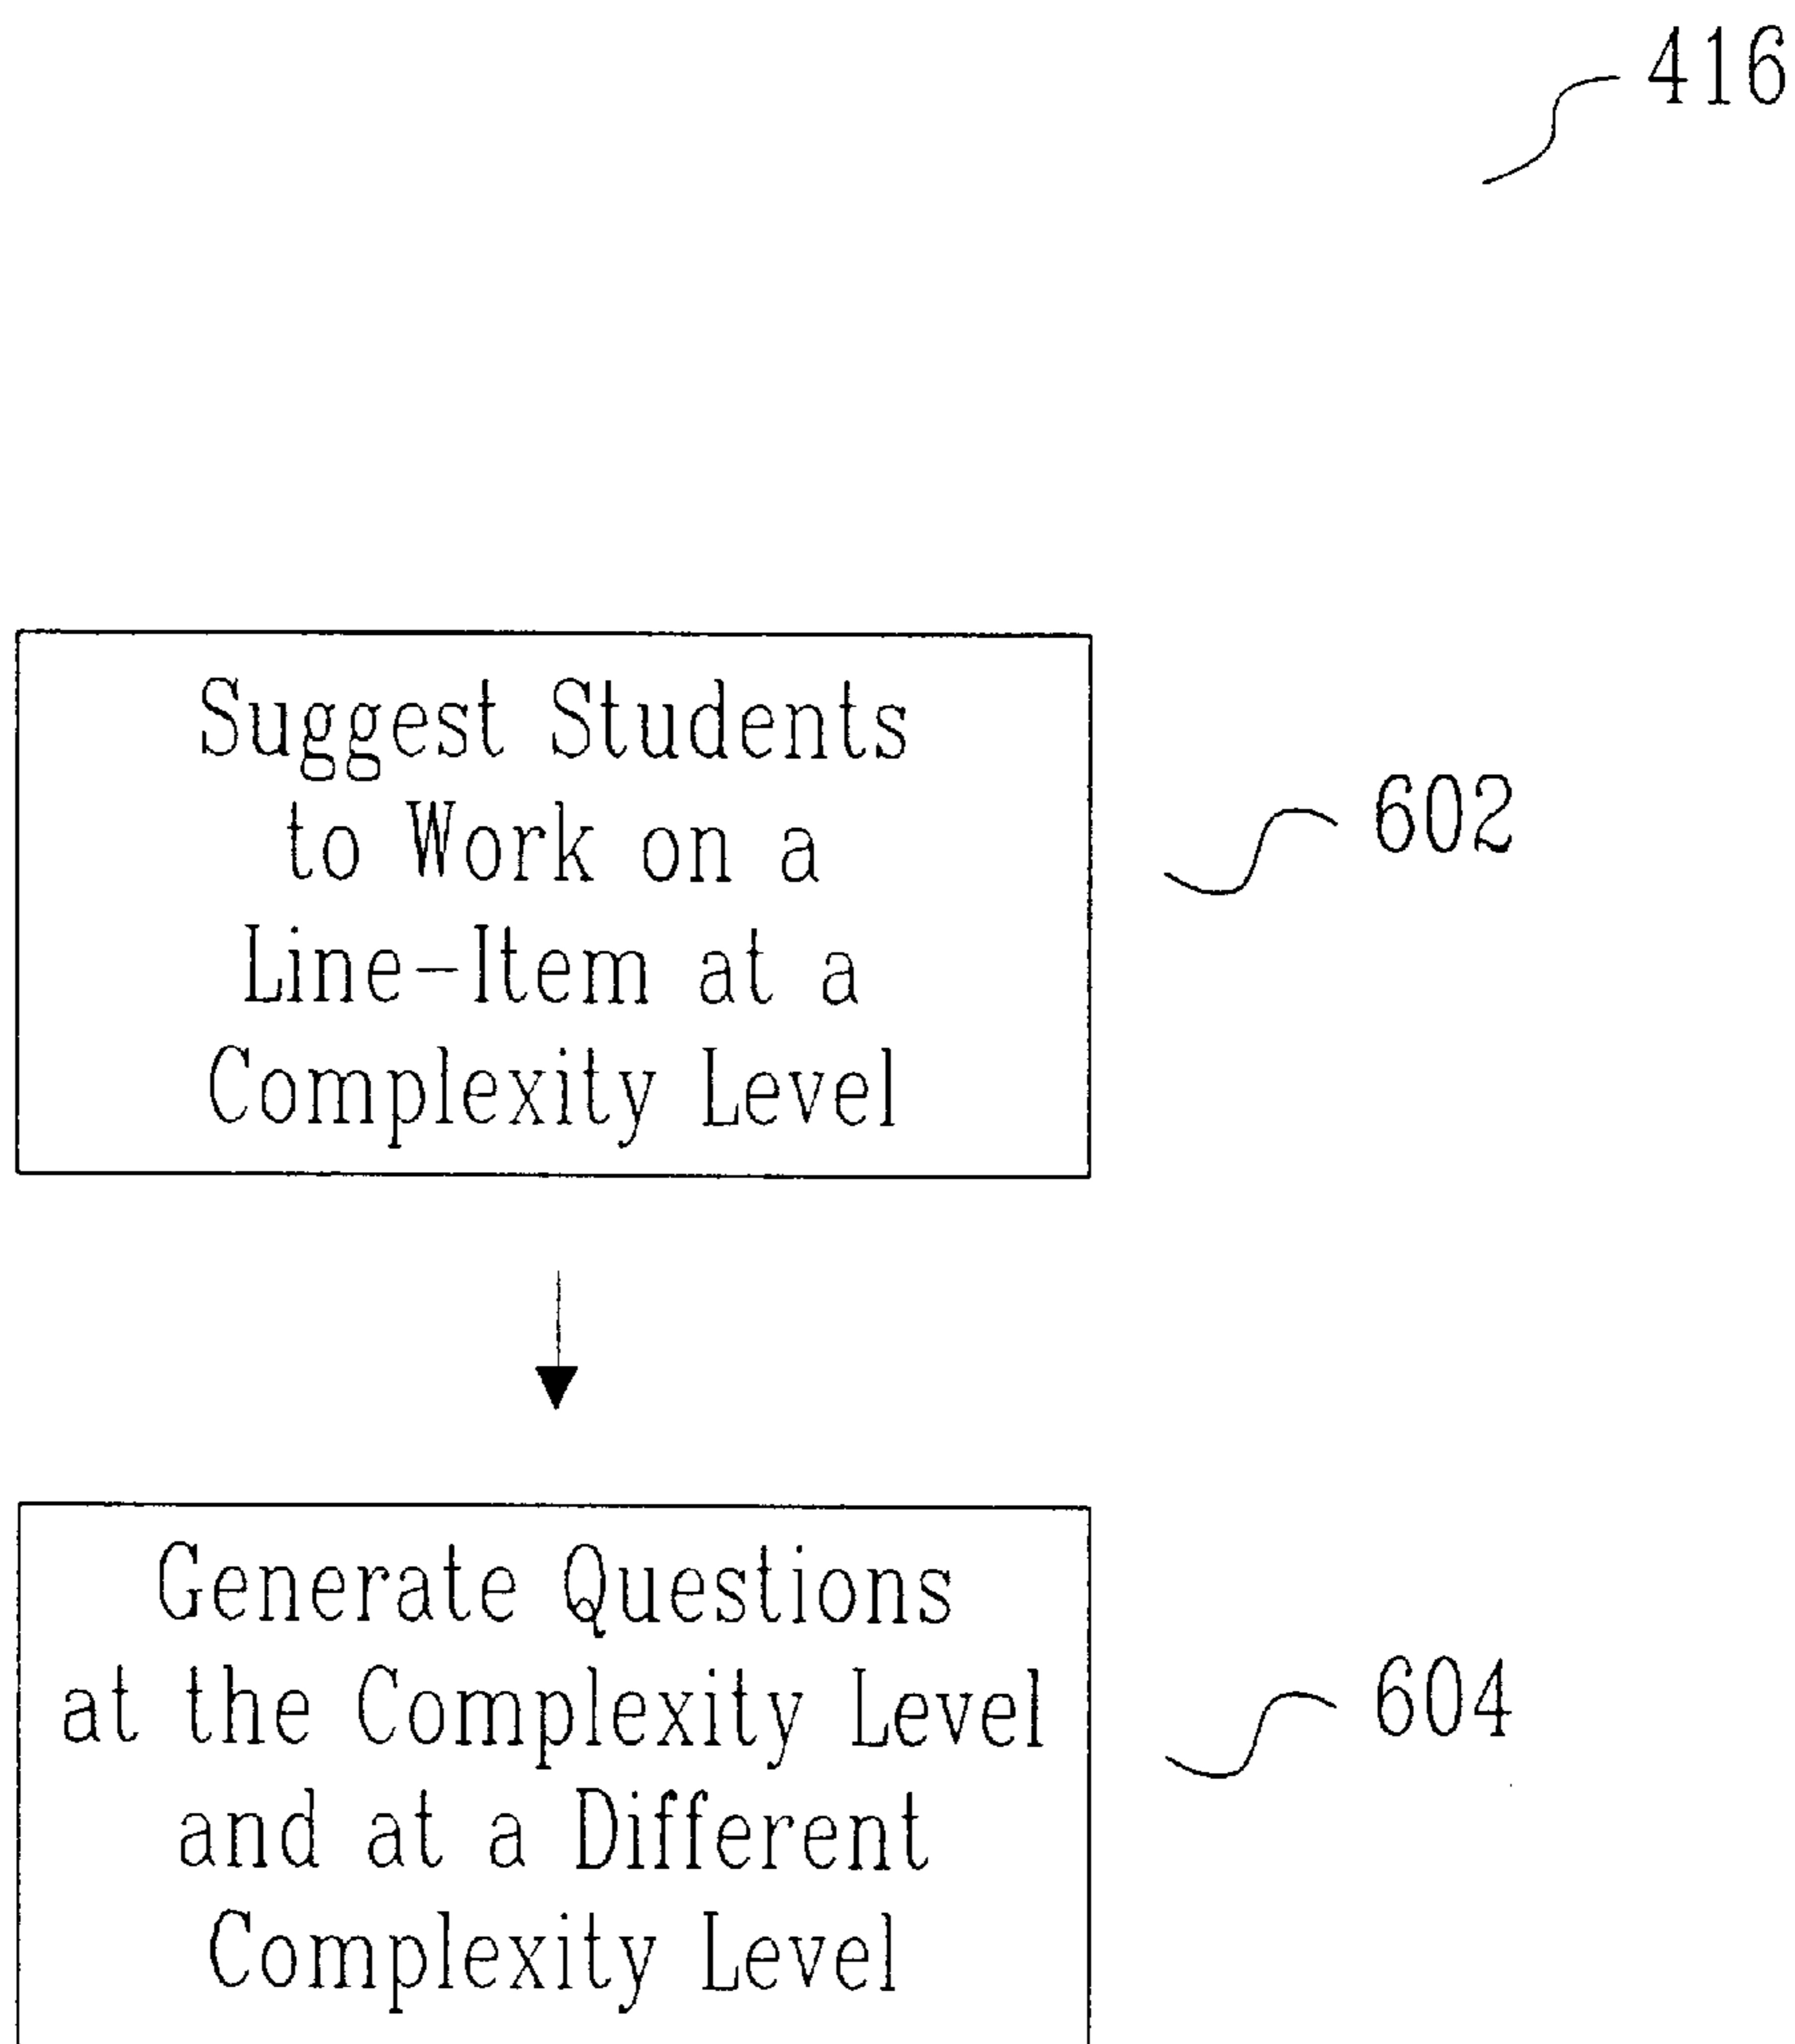 416
Suggest Students
to Work on a
Line-Item at a
Complexity Level
602
Generate Questions
at the Complexity Level
and at a Different
Complexity Level
604